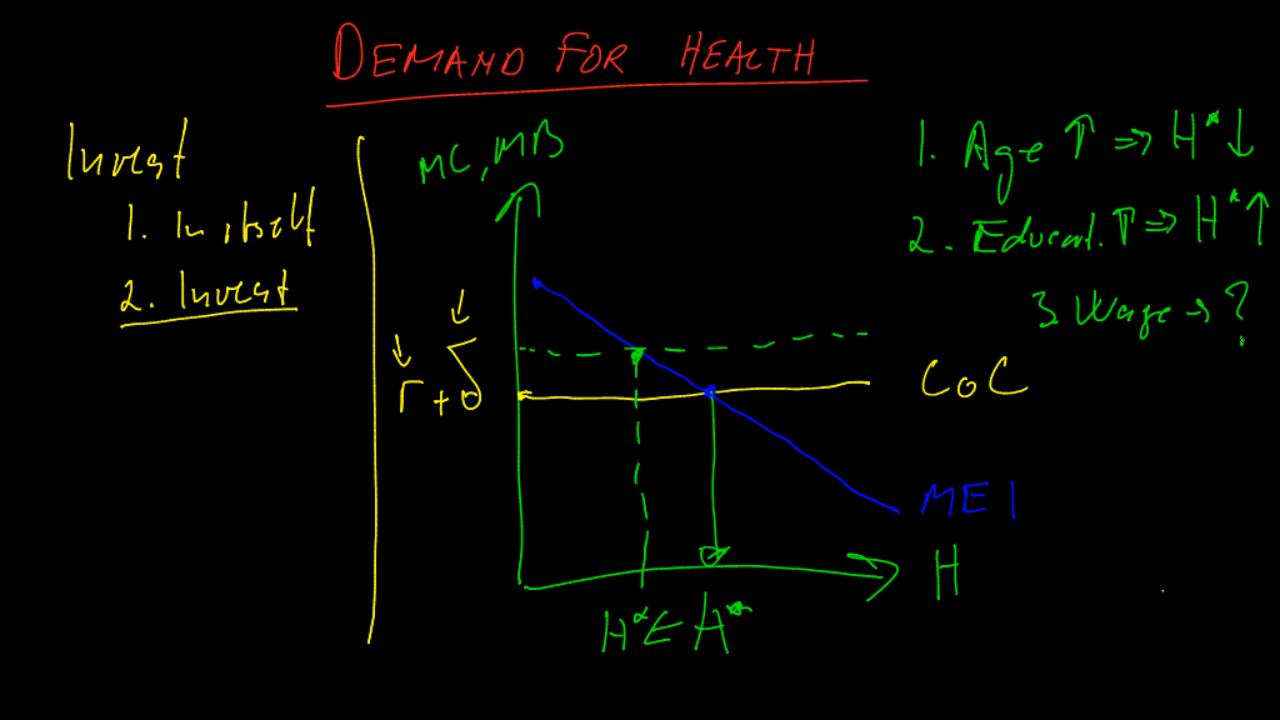 DEMAND FOR HEALTH
Invest
1. In itself
2. Invest
MC, MB
r + δ
CoC
MEI
H
H* ← H*
1. Age ↑ ⇒ H* ↓
2. Educat. ↑ ⇒ H* ↑
3. Wage → ?